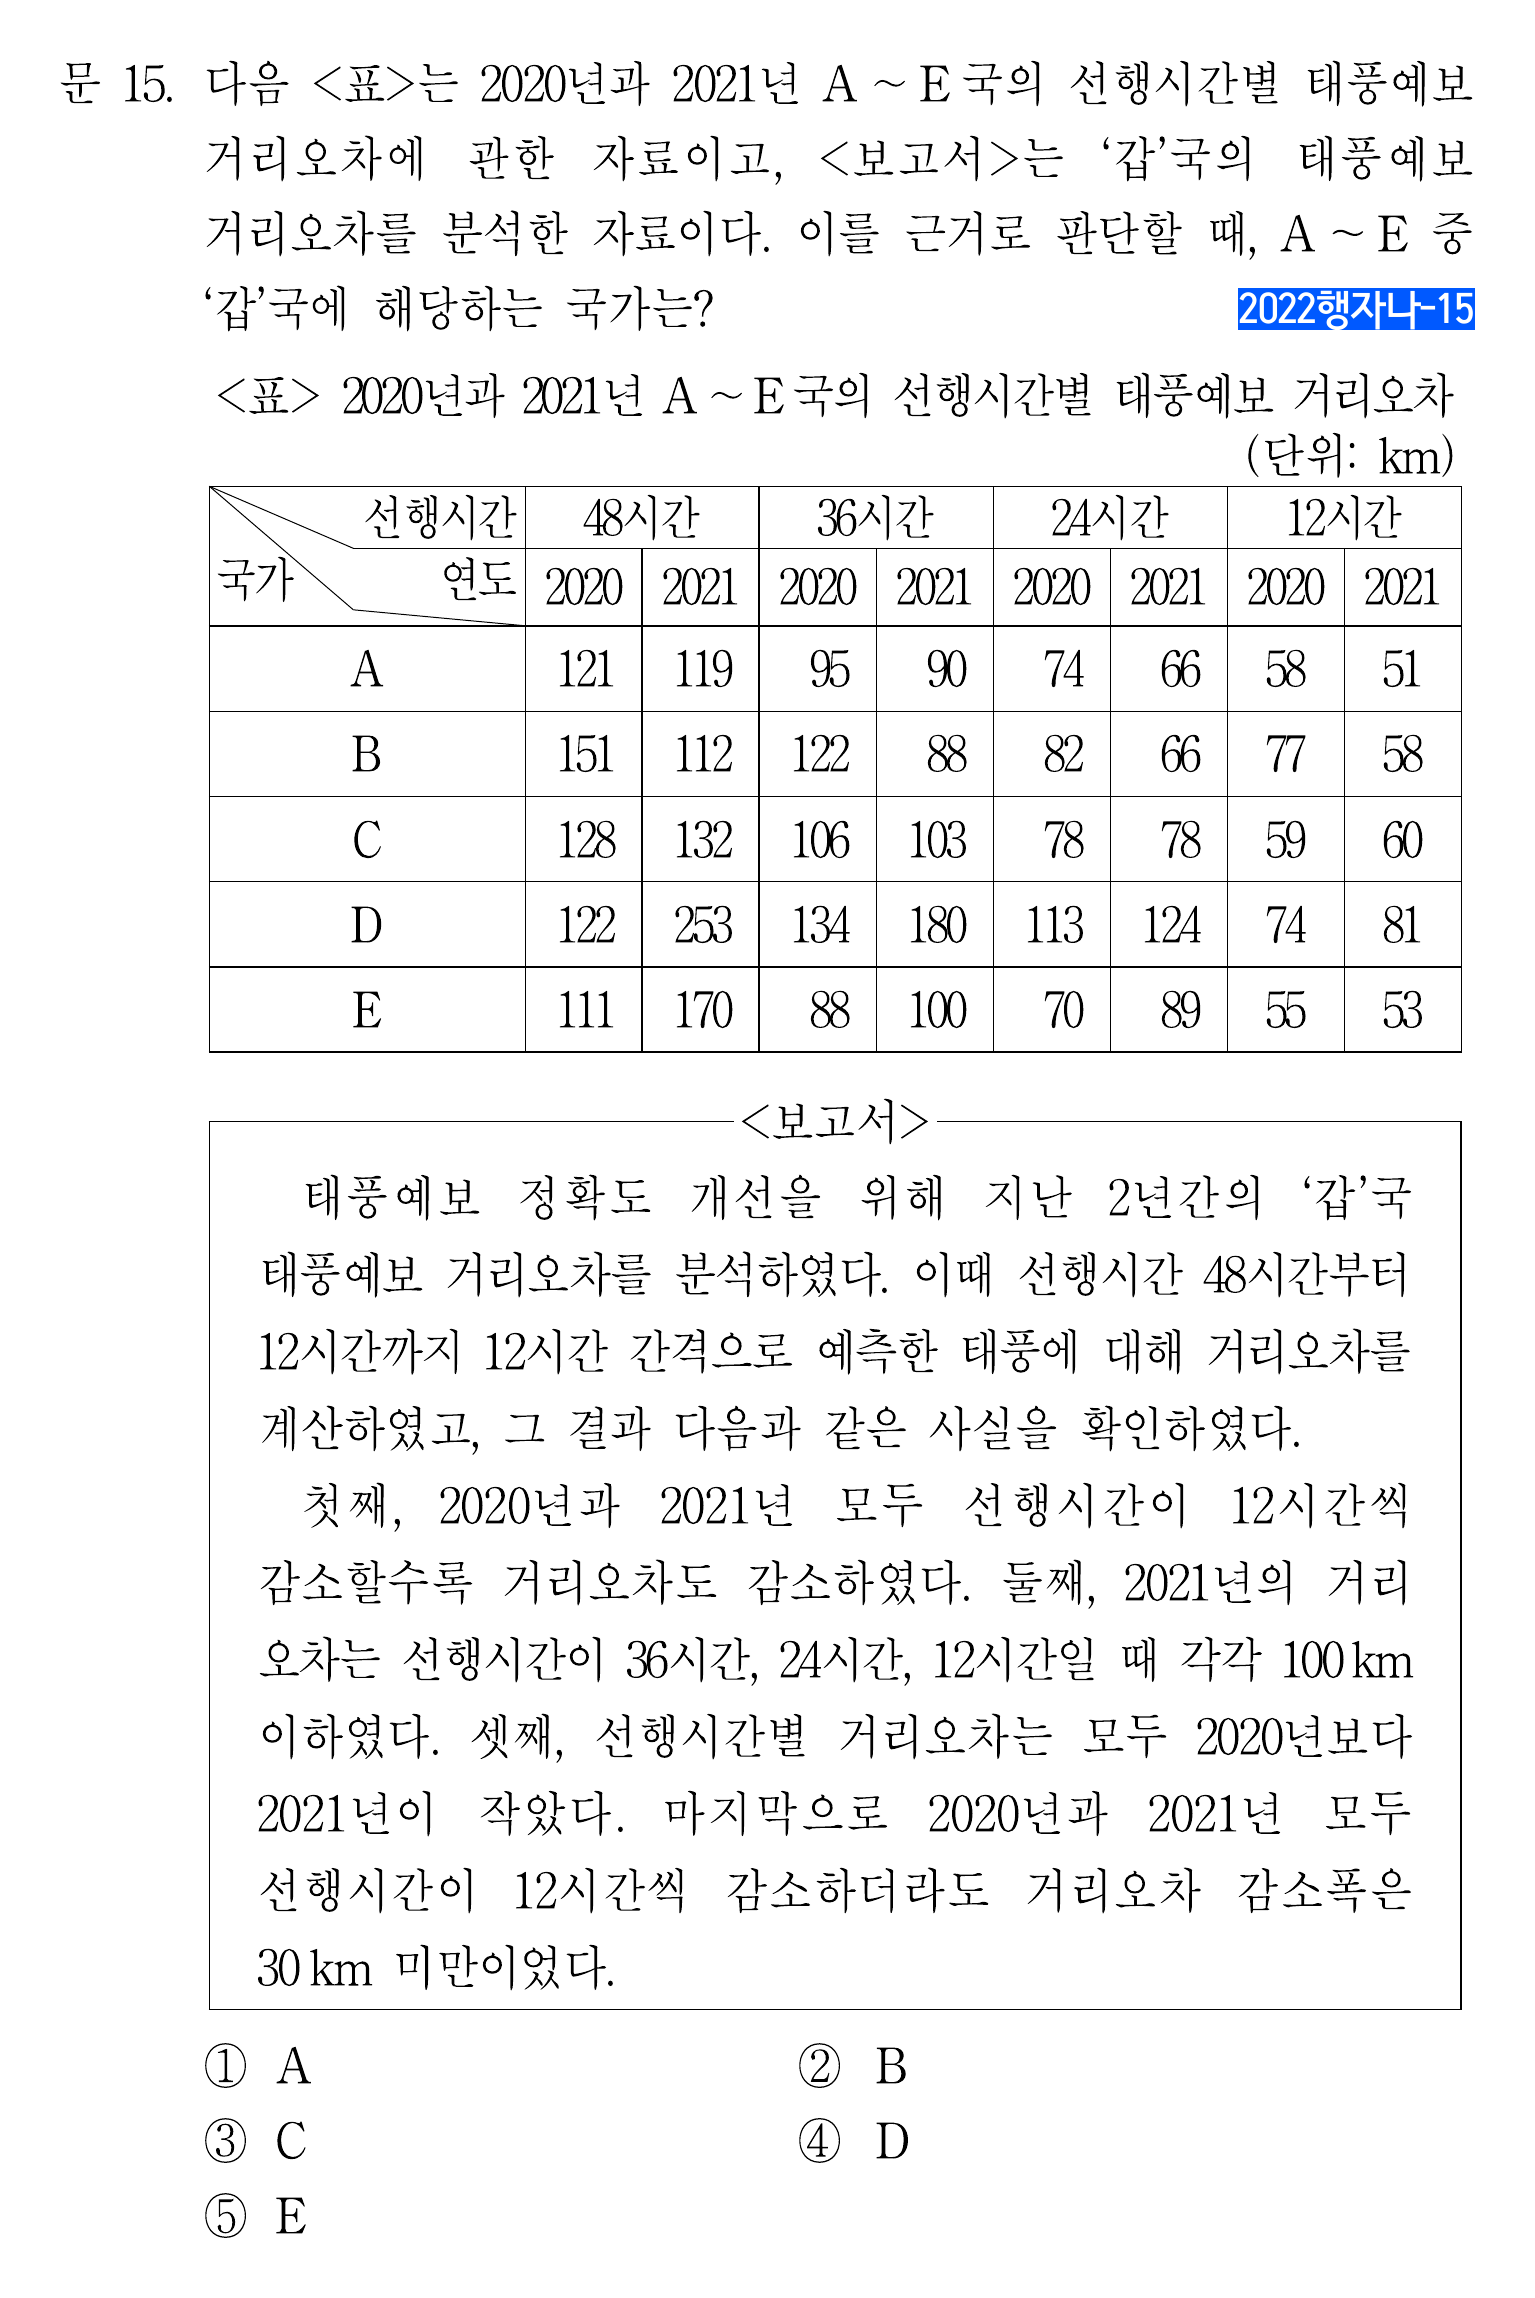 문 15. 다음 <표>는 2020년과 2021년 A ~ E국의 선행시간별 태풍예보
거리오차에 관한 자료이고, <보고서>는 ‘갑’국의 태풍예보
거리오차를 분석한 자료이다. 이를 근거로 판단할 때, A ~ E 중
‘갑’국에 해당하는 국가는?
2022행자나-15
<표> 2020년과 2021년 A ~ E국의 선행시간별 태풍예보 거리오차
(단위: km)
선행시간 48시간 36시간 24시간 12시간
국가 연도 2020 2021 2020 2021 2020 2021 2020 2021
A 121 119 95 90 74 66 58 51
B 151 112 122 88 82 66 77 58
C 128 132 106 103 78 78 59 60
D 122 253 134 180 113 124 74 81
E 111 170 88 100 70 89 55 53
<보고서>
태풍예보 정확도 개선을 위해 지난 2년간의 ‘갑’국
태풍예보 거리오차를 분석하였다. 이때 선행시간 48시간부터
12시간까지 12시간 간격으로 예측한 태풍에 대해 거리오차를
계산하였고, 그 결과 다음과 같은 사실을 확인하였다.
첫째, 2020년과 2021년 모두 선행시간이 12시간씩
감소할수록 거리오차도 감소하였다. 둘째, 2021년의 거리
오차는 선행시간이 36시간, 24시간, 12시간일 때 각각 100 km
이하였다. 셋째, 선행시간별 거리오차는 모두 2020년보다
2021년이 작았다. 마지막으로 2020년과 2021년 모두
선행시간이 12시간씩 감소하더라도 거리오차 감소폭은
30 km 미만이었다.
① A ② B
③ C ④ D
⑤ E